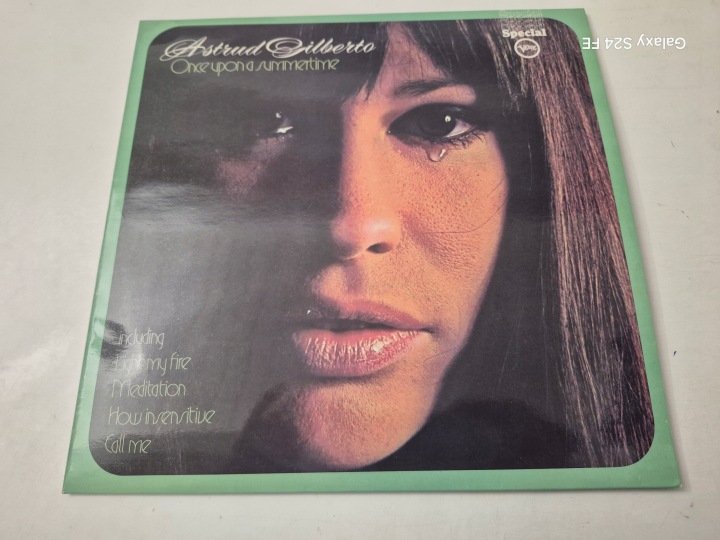 Astrud Gilberto
Once upon a summertime
Special
Verve
including
Light my fire
Meditation
How insensitive
Call me
Galaxy S24 FE